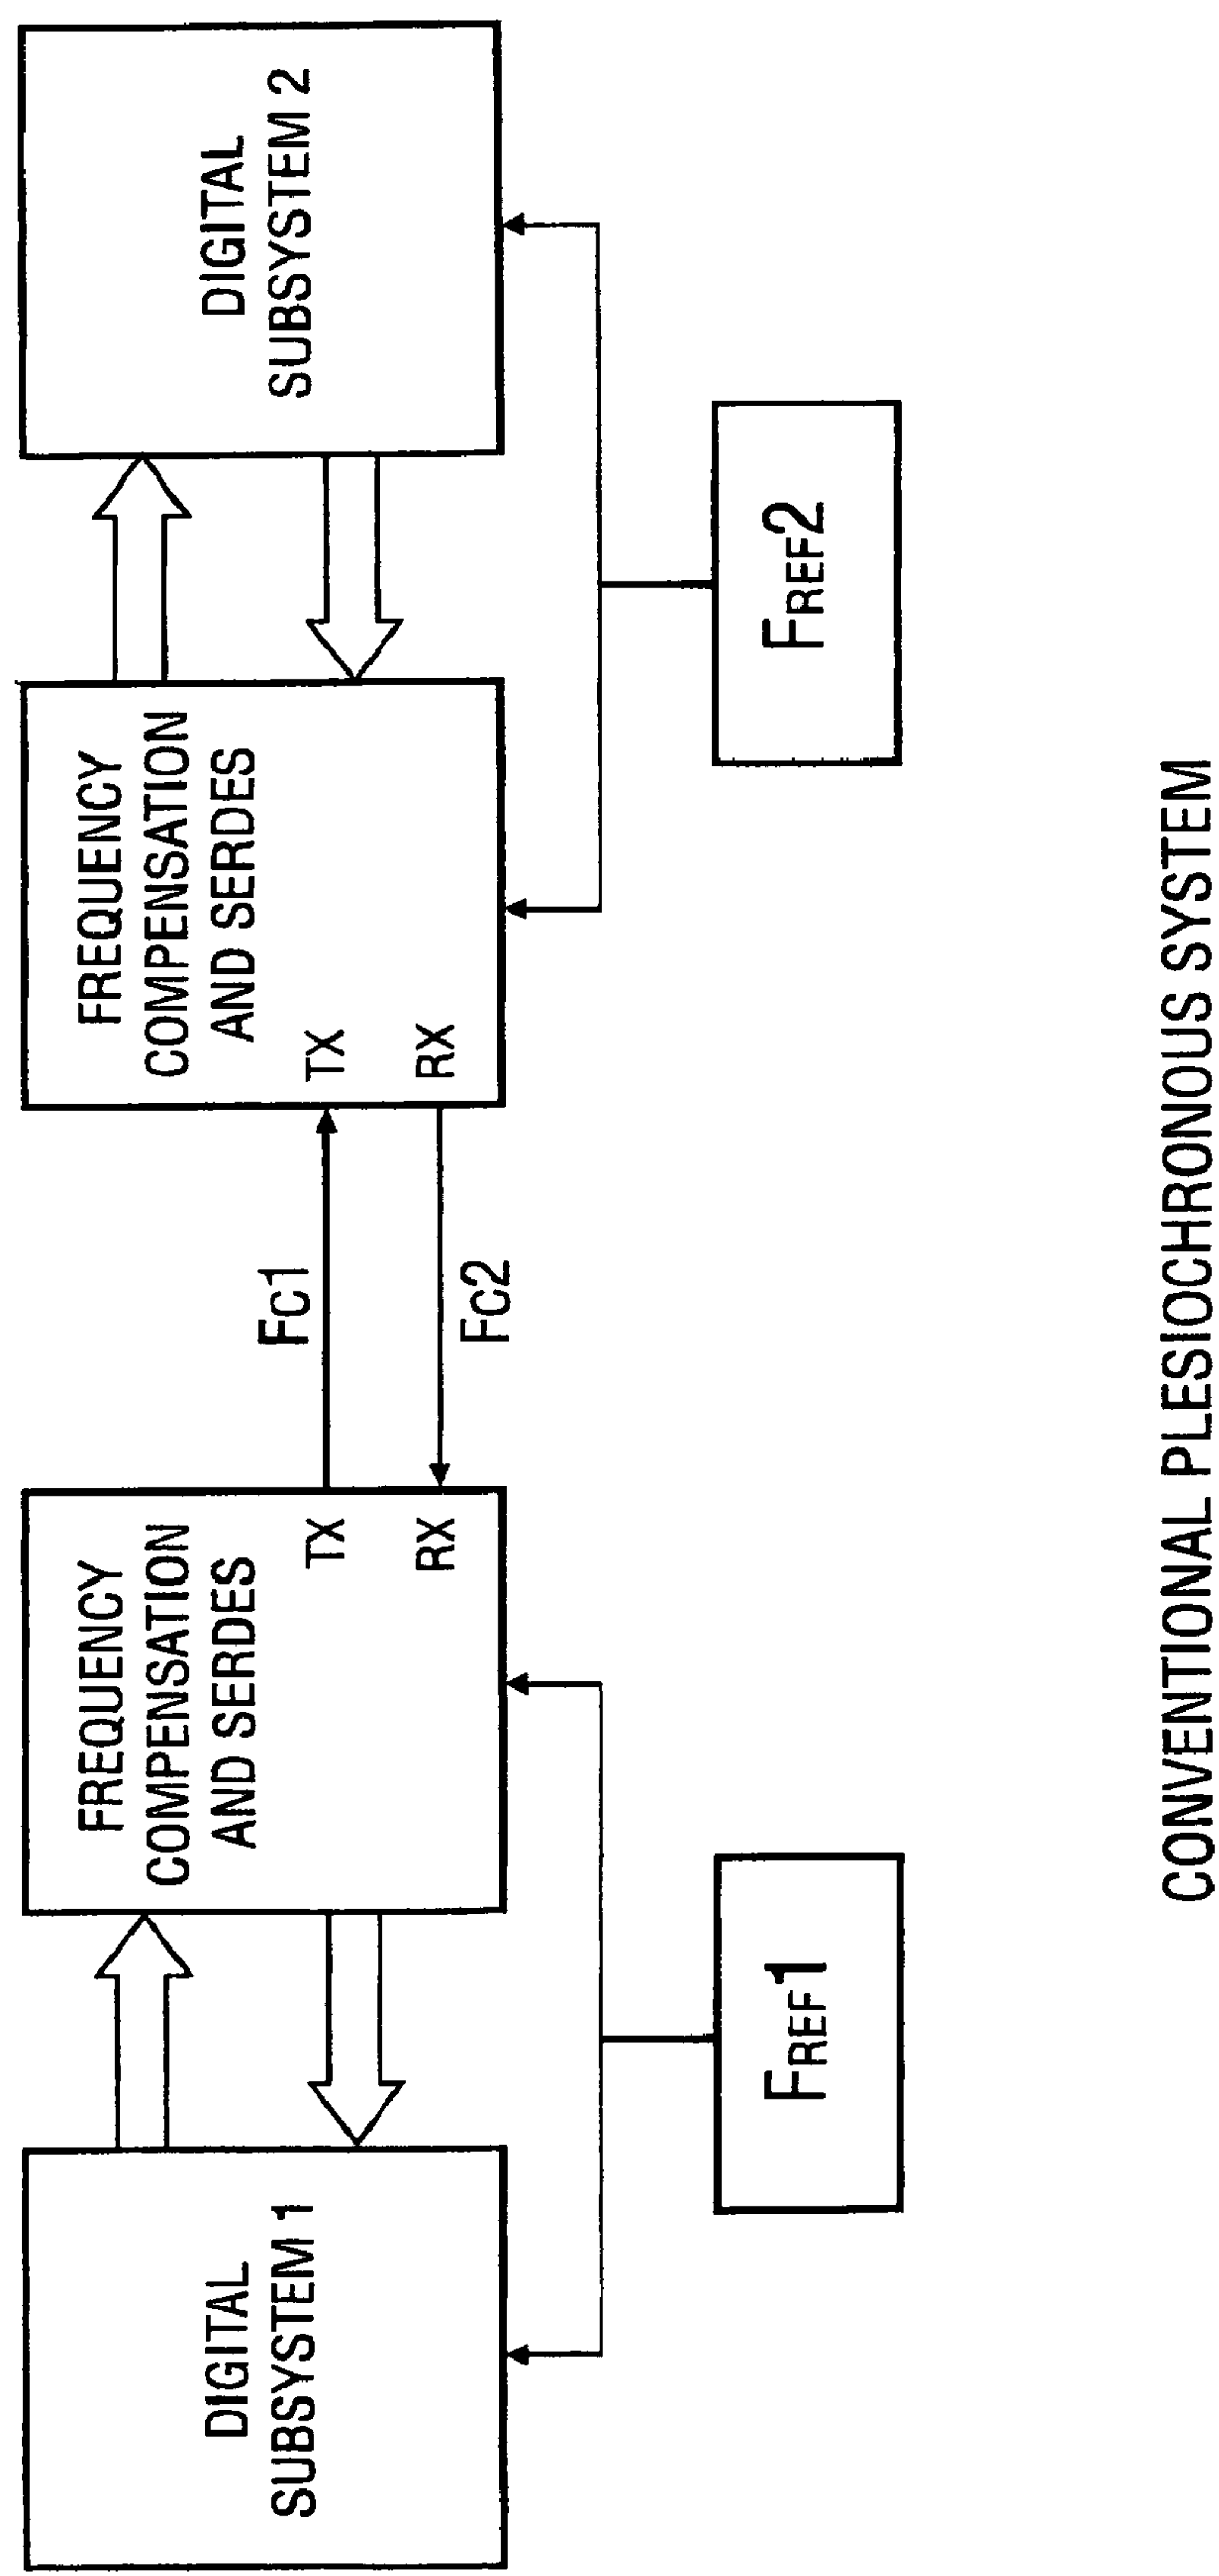 DIGITAL
SUBSYSTEM 1
FREQUENCY
COMPENSATION
AND SERDES
TX
RX
FC1
FC2
FREQUENCY
COMPENSATION
AND SERDES
TX
RX
DIGITAL
SUBSYSTEM 2
FREF1
FREF2
CONVENTIONAL PLESIOCHRONOUS SYSTEM